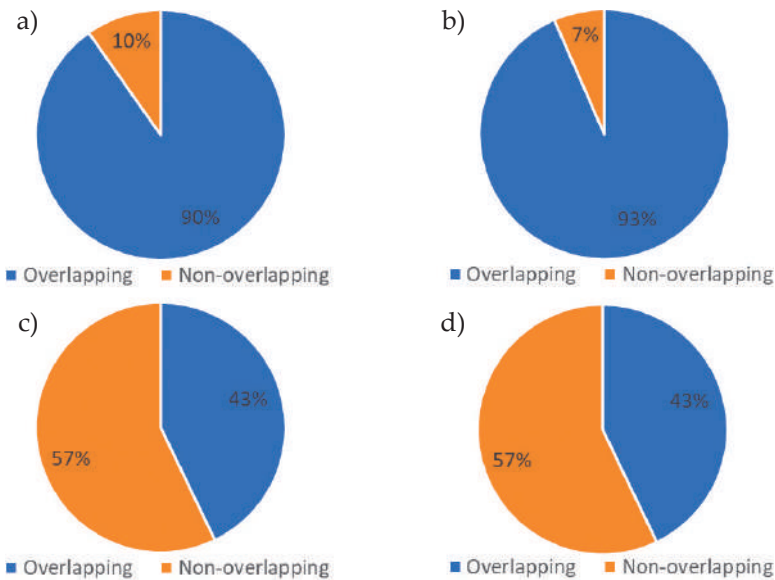 a)
10%
90%
Overlapping Non-overlapping
b)
7%
93%
Overlapping Non-overlapping
c)
43%
57%
Overlapping Non-overlapping
d)
43%
57%
Overlapping Non-overlapping